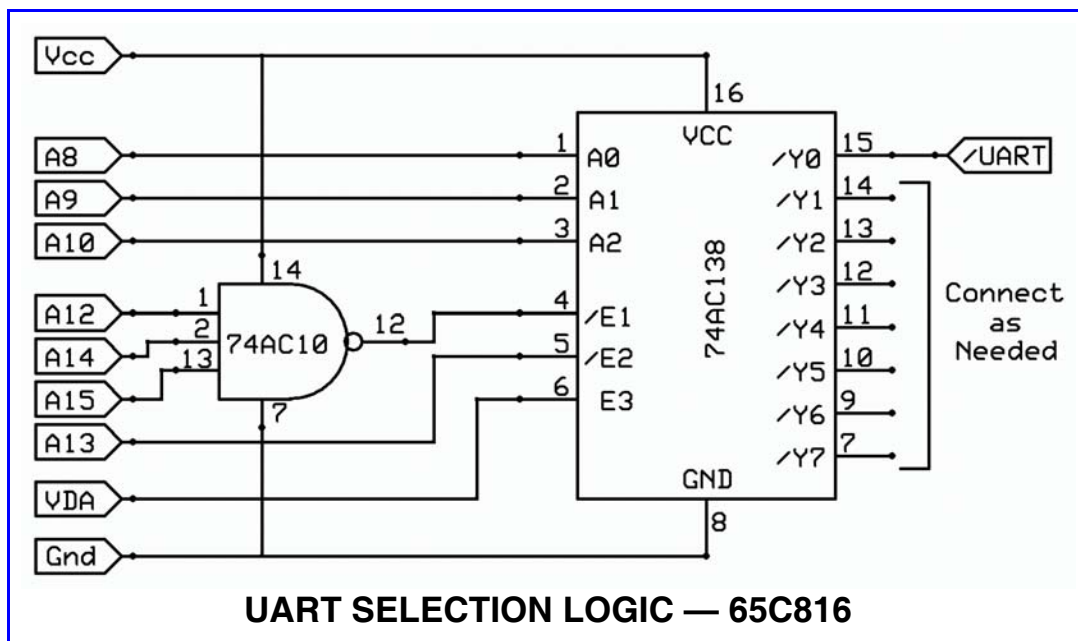 Vcc
16
VCC
A8
1
A0
/Y0
15
/UART
A9
2
A1
/Y1
14
A10
3
A2
/Y2
13
14
/Y3
12
A12
1
74AC10
12
4
/E1
74AC138
/Y4
11
A14
2
5
/E2
/Y5
10
A15
13
6
E3
/Y6
9
A13
7
/Y7
7
Connect
as
Needed
VDA
GND
8
Gnd
UART SELECTION LOGIC — 65C816